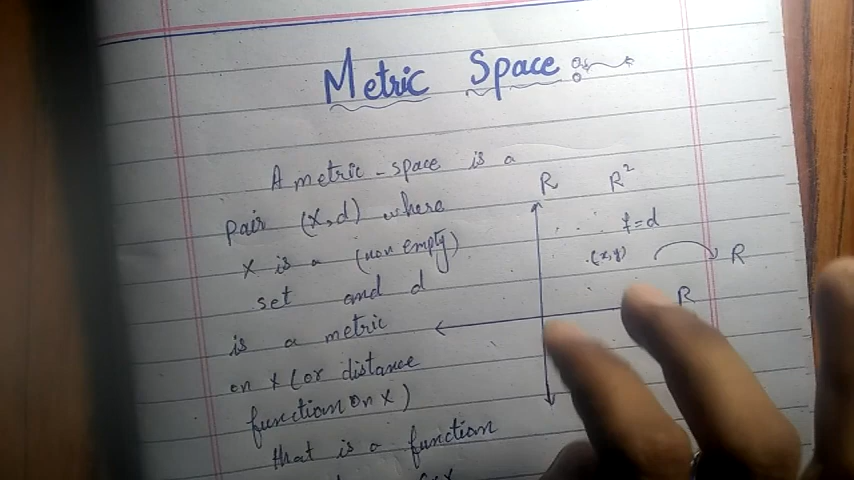 Metric Space :-
A metric-space is a
pair (X,d) where
X is a (non empty)
set and d
is a metric
on X (or distance
function on X)
that is a function
R R²
f=d
(x,y) R
R